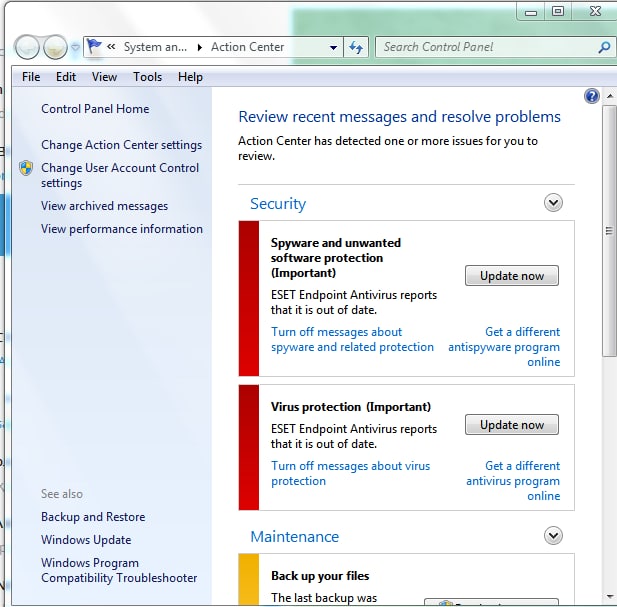 « System an... ▸ Action Center
Search Control Panel
File Edit View Tools Help
Control Panel Home
Change Action Center settings
Change User Account Control
settings
View archived messages
View performance information
See also
Backup and Restore
Windows Update
Windows Program
Compatibility Troubleshooter
Review recent messages and resolve problems
Action Center has detected one or more issues for you to
review.
Security
Spyware and unwanted
software protection
(Important)
Update now
ESET Endpoint Antivirus reports
that it is out of date.
Turn off messages about
spyware and related protection
Get a different
antispyware program
online
Virus protection (Important)
Update now
ESET Endpoint Antivirus reports
that it is out of date.
Turn off messages about virus
protection
Get a different
antivirus program
online
Maintenance
Back up your files
The last backup was